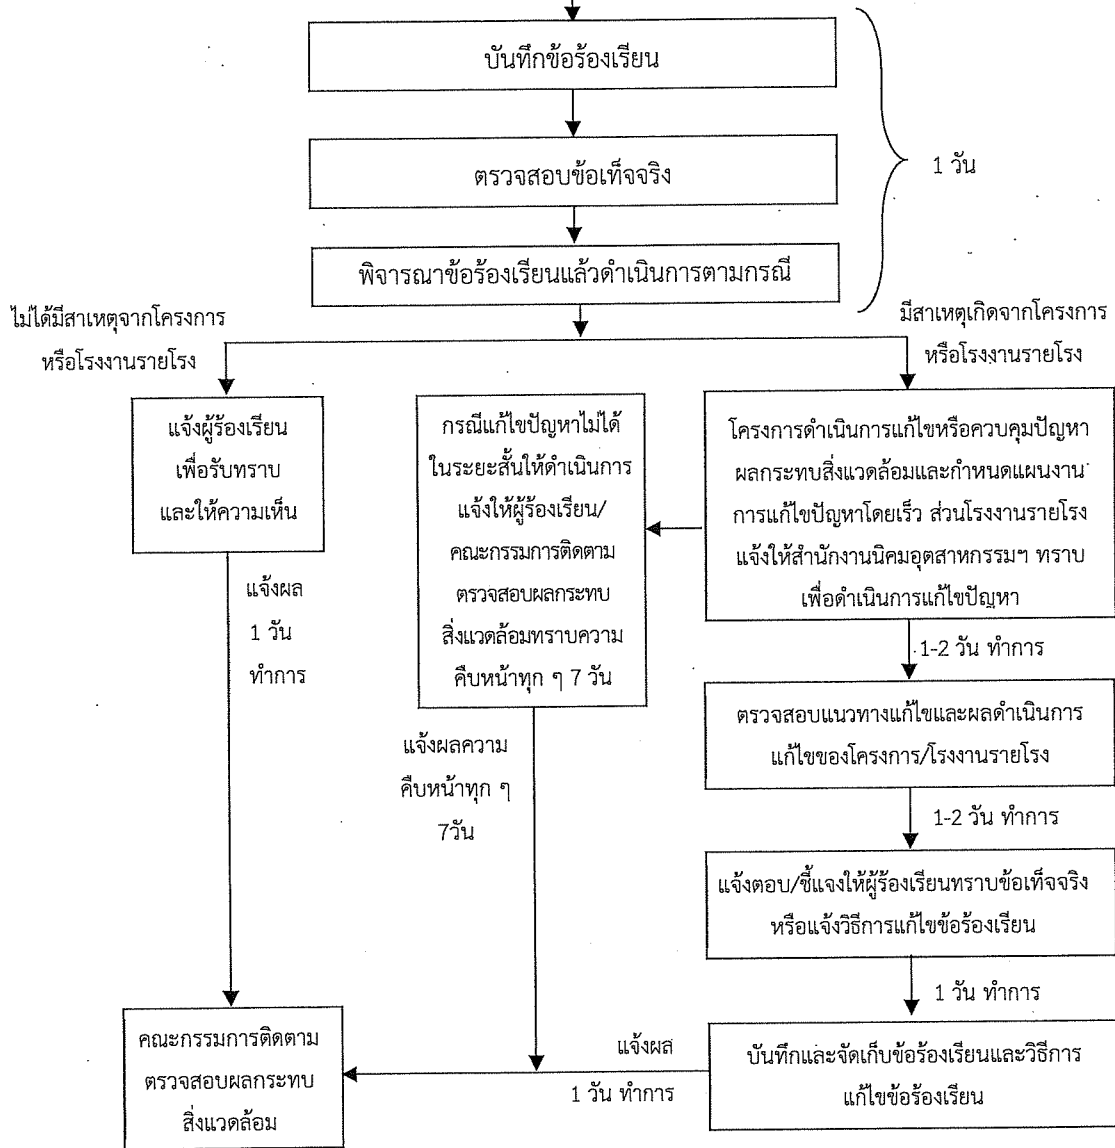 บันทึกข้อร้องเรียน
ตรวจสอบข้อเท็จจริง
1 วัน
พิจารณาข้อร้องเรียนแล้วดำเนินการตามกรณี
ไม่ได้มีสาเหตุจากโครงการ
หรือโรงงานรายโรง
มีสาเหตุเกิดจากโครงการ
หรือโรงงานรายโรง
แจ้งผู้ร้องเรียน
เพื่อรับทราบ
และให้ความเห็น
แจ้งผล
1 วัน
ทำการ
กรณีแก้ไขปัญหาไม่ได้
ในระยะสั้นให้ดำเนินการ
แจ้งให้ผู้ร้องเรียน/
คณะกรรมการติดตาม
ตรวจสอบผลกระทบ
สิ่งแวดล้อมทราบความ
คืบหน้าทุก ๆ 7 วัน
แจ้งผลความ
คืบหน้าทุก ๆ
7วัน
โครงการดำเนินการแก้ไขหรือควบคุมปัญหา
ผลกระทบสิ่งแวดล้อมและกำหนดแผนงาน
การแก้ไขปัญหาโดยเร็ว ส่วนโรงงานรายโรง
แจ้งให้สำนักงานนิคมอุตสาหกรรมฯ ทราบ
เพื่อดำเนินการแก้ไขปัญหา
1-2 วัน ทำการ
ตรวจสอบแนวทางแก้ไขและผลดำเนินการ
แก้ไขของโครงการ/โรงงานรายโรง
1-2 วัน ทำการ
แจ้งตอบ/ชี้แจงให้ผู้ร้องเรียนทราบข้อเท็จจริง
หรือแจ้งวิธีการแก้ไขข้อร้องเรียน
1 วัน ทำการ
บันทึกและจัดเก็บข้อร้องเรียนและวิธีการ
แก้ไขข้อร้องเรียน
แจ้งผล
1 วัน ทำการ
คณะกรรมการติดตาม
ตรวจสอบผลกระทบ
สิ่งแวดล้อม